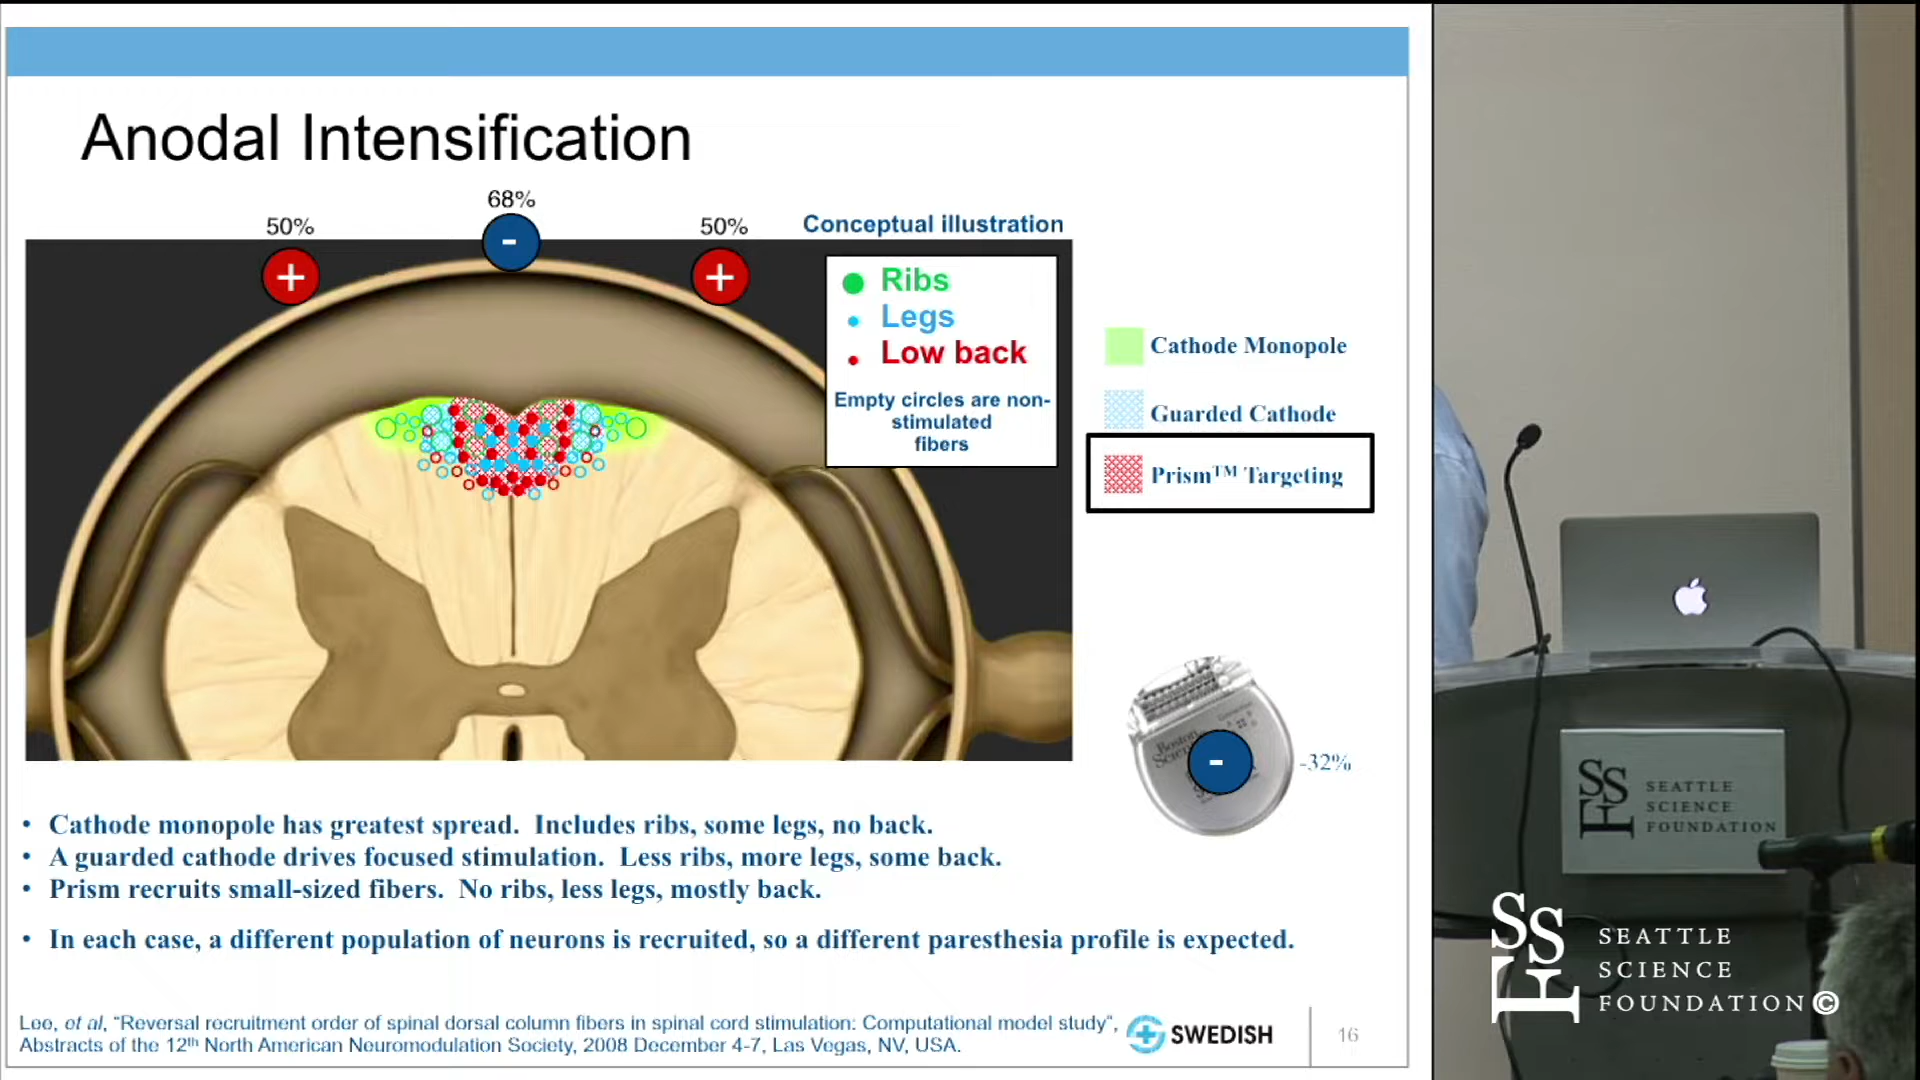 Anodal Intensification
68%
50%
50%
-
+
+
Conceptual illustration
Ribs
Legs
Low back
Empty circles are non-
stimulated
fibers
Cathode Monopole
Guarded Cathode
Prism™ Targeting
Boston
-
-32%
• Cathode monopole has greatest spread. Includes ribs, some legs, no back.
• A guarded cathode drives focused stimulation. Less ribs, more legs, some back.
• Prism recruits small-sized fibers. No ribs, less legs, mostly back.
• In each case, a different population of neurons is recruited, so a different paresthesia profile is expected.
Lee, et al, "Reversal recruitment order of spinal dorsal column fibers in spinal cord stimulation: Computational model study",
Abstracts of the 12th North American Neuromodulation Society, 2008 December 4-7, Las Vegas, NV, USA.
SWEDISH
16
SSF
SEATTLE
SCIENCE
FOUNDATION
SSF
SEATTLE
SCIENCE
FOUNDATION©